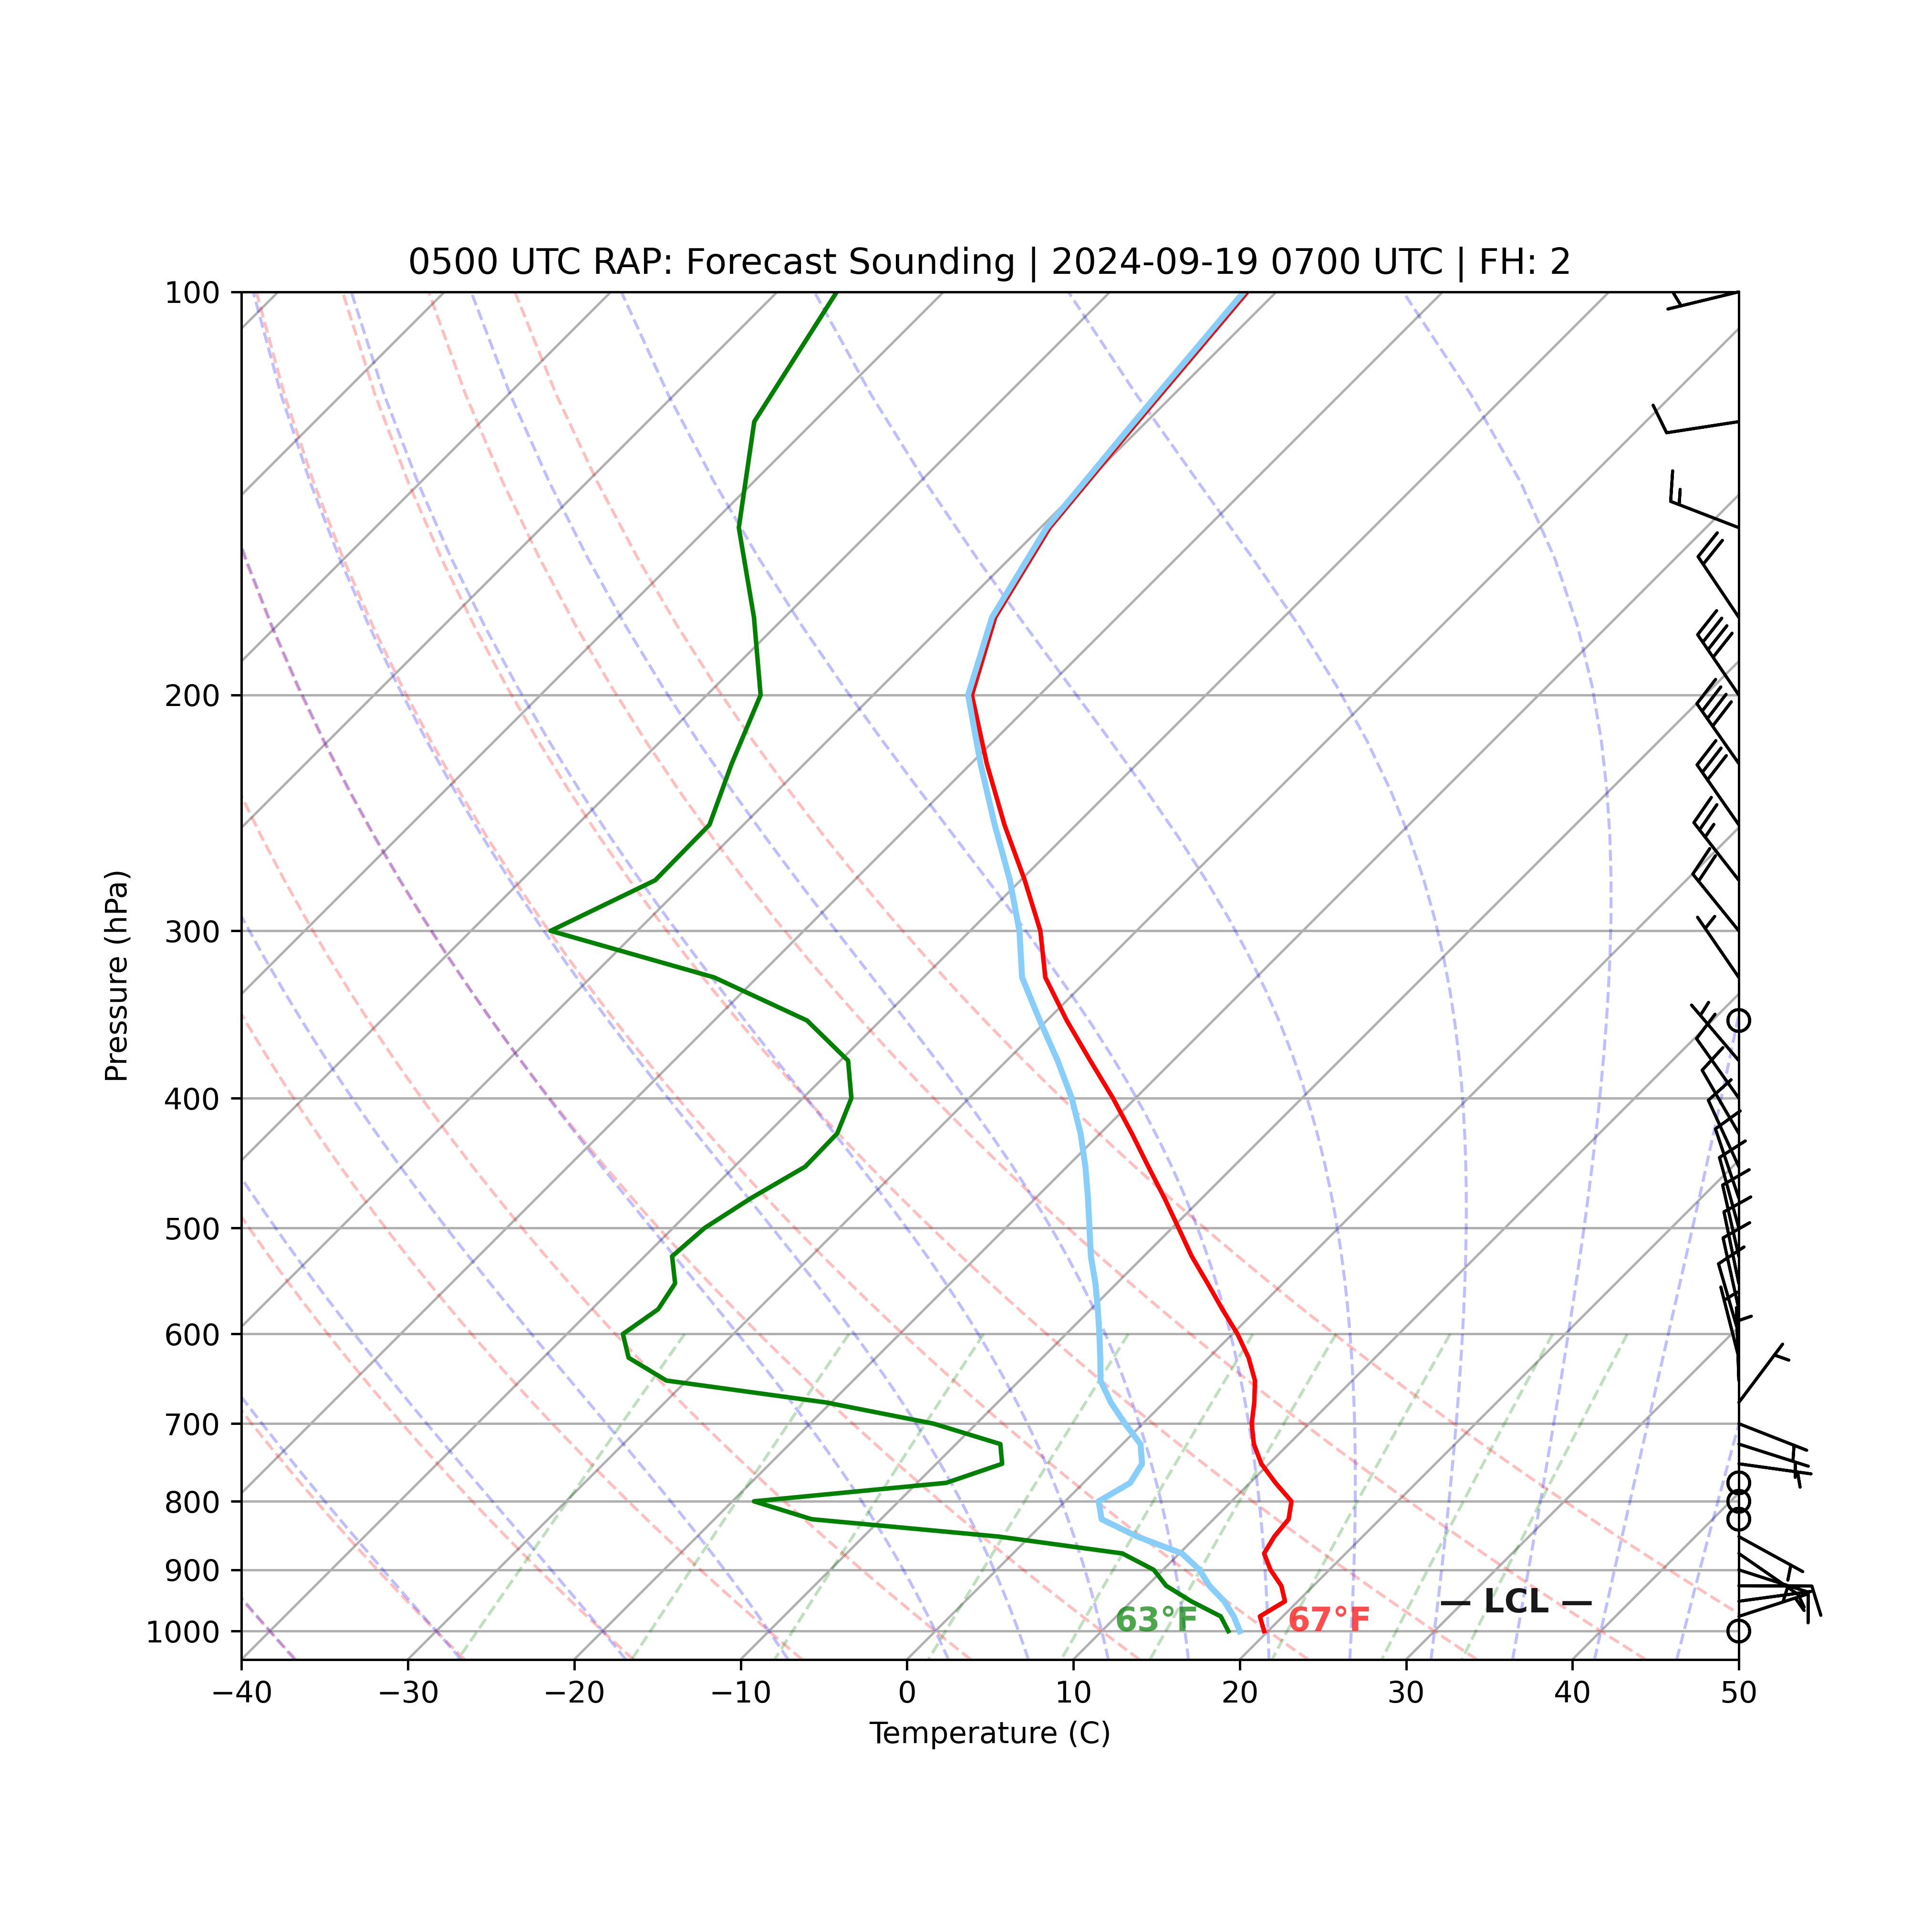 0500 UTC RAP: Forecast Sounding | 2024-09-19 0700 UTC | FH: 2
100
200
300
400
500
600
700
800
900
1000
Pressure (hPa)
— LCL —
63°F 67°F
−40 −30 −20 −10 0 10 20 30 40 50
Temperature (C)